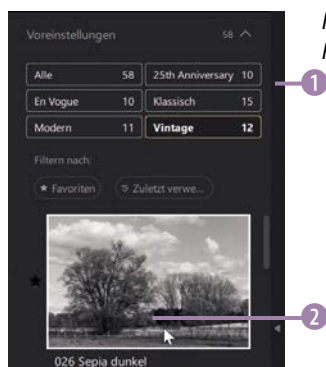 Voreinstellungen 58
Alle 58 25th Anniversary 10
En Vogue 10 Klassisch 15
Modern 11 Vintage 12
Filtern nach:
★ Favoriten Zuletzt verwe...
026 Sepia dunkel
1
2